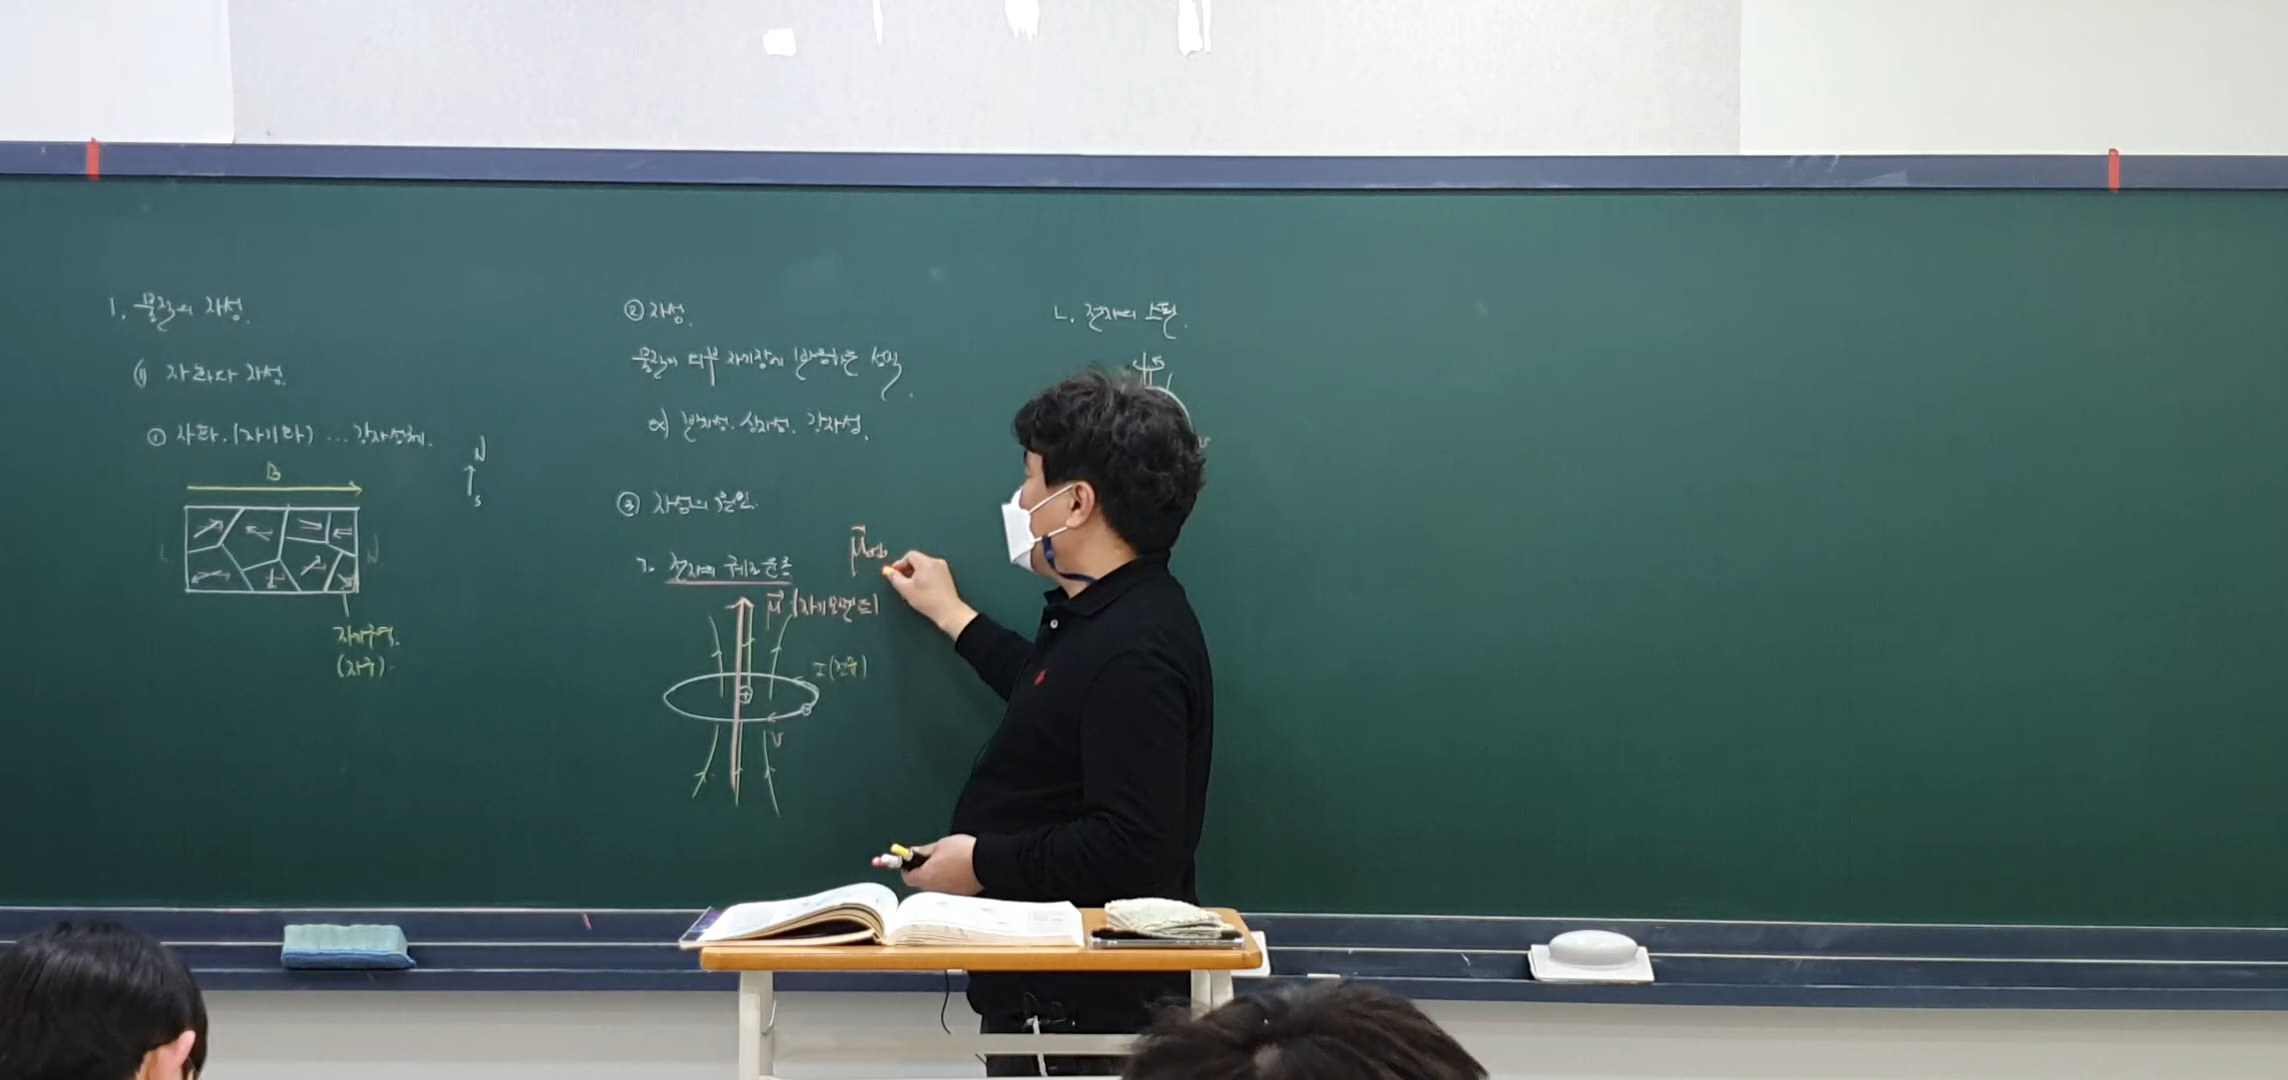 1. 물질의 자성.
(1) 자화와 자성.
① 자화.(자기화) ... 강자성체.
B
N
S
N
자기구역.
(자구).
② 자성.
물질이 외부 자기장에 반응하는 성질.
ex) 반자성. 상자성. 강자성.
③ 자성의 원인.
ㄱ. 전자의 궤도운동
μ⃗orb
μ⃗ (자기모멘트)
I (전류)
+
v
ㄴ. 전자의 스핀.
S